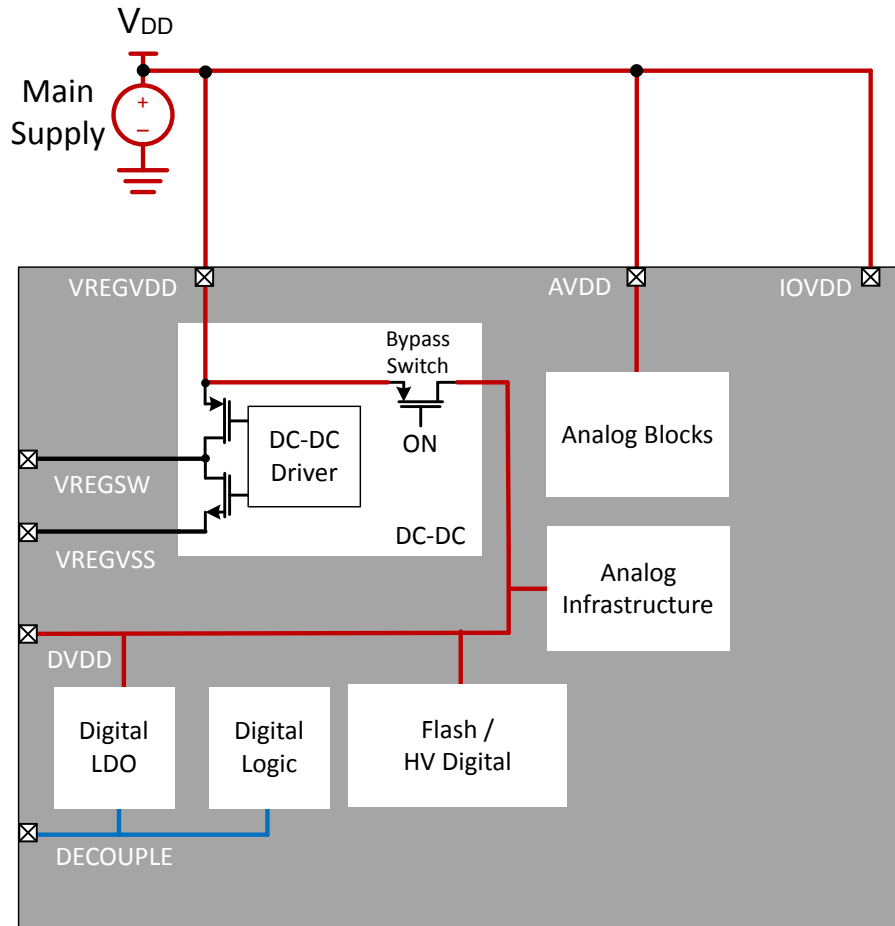 VDD
Main
Supply
+
–
VREGVDD
AVDD
IOVDD
Bypass
Switch
ON
DC-DC
Driver
DC-DC
Analog Blocks
VREGSW
VREGVSS
Analog
Infrastructure
DVDD
Digital
LDO
Digital
Logic
Flash /
HV Digital
DECOUPLE